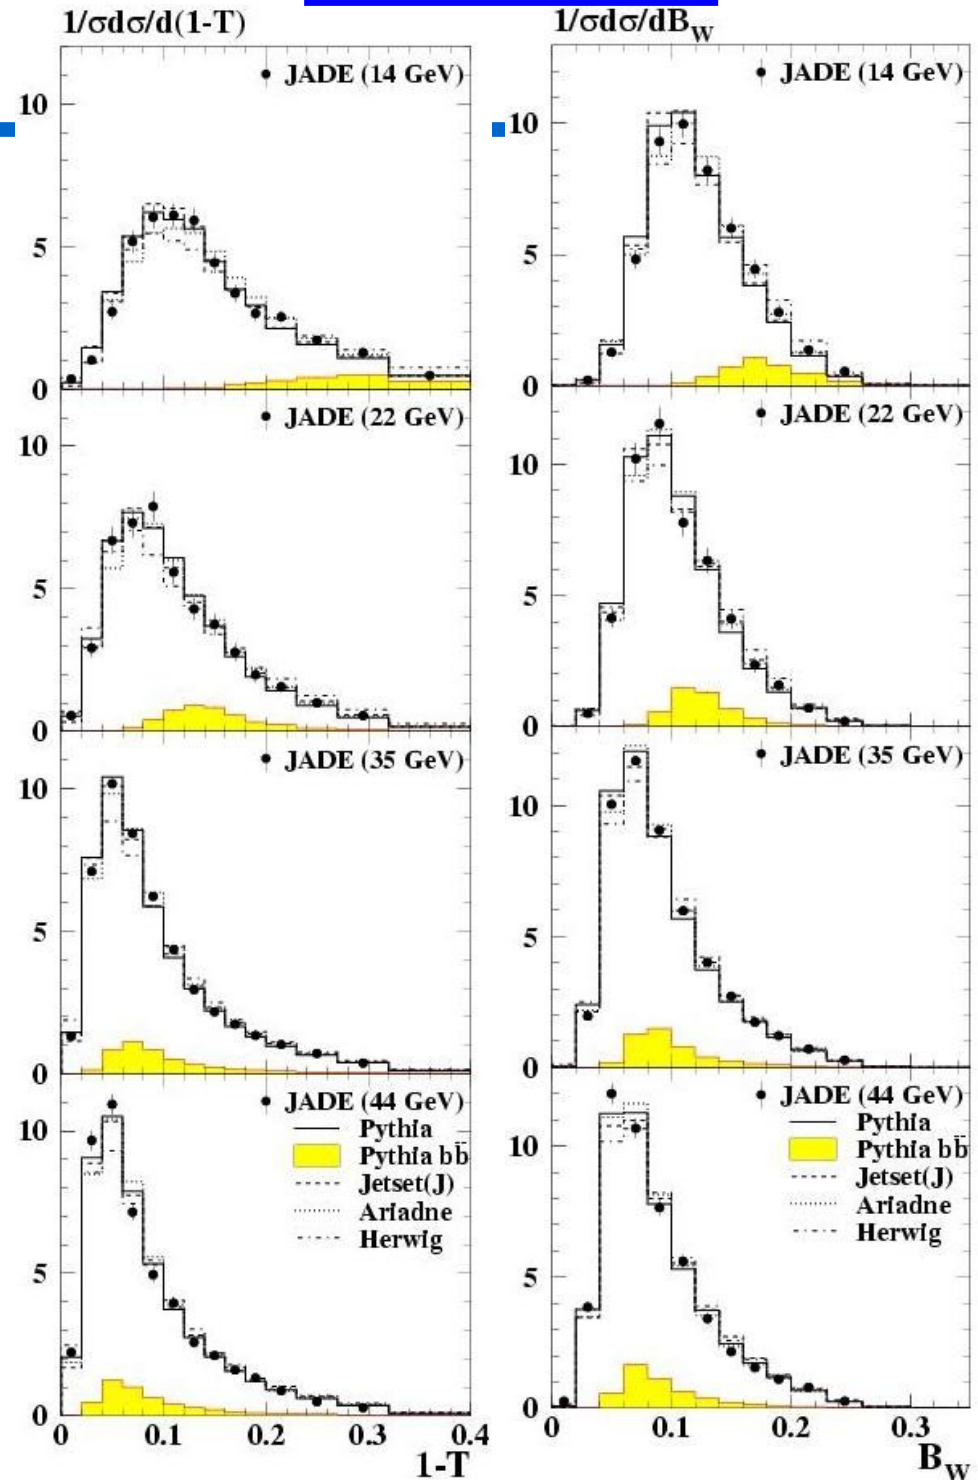 1/σdσ/d(1-T)
JADE (14 GeV)
10
5
0
JADE (22 GeV)
10
5
0
JADE (35 GeV)
10
5
0
JADE (44 GeV)
Pythia
Pythia bb̄
Jetset(J)
Ariadne
Herwig
10
5
0
0 0.1 0.2 0.3 0.4
1-T
1/σdσ/dB_W
JADE (14 GeV)
10
5
0
JADE (22 GeV)
10
5
0
JADE (35 GeV)
10
5
0
JADE (44 GeV)
Pythia
Pythia bb̄
Jetset(J)
Ariadne
Herwig
10
5
0
0 0.1 0.2 0.3
B_W